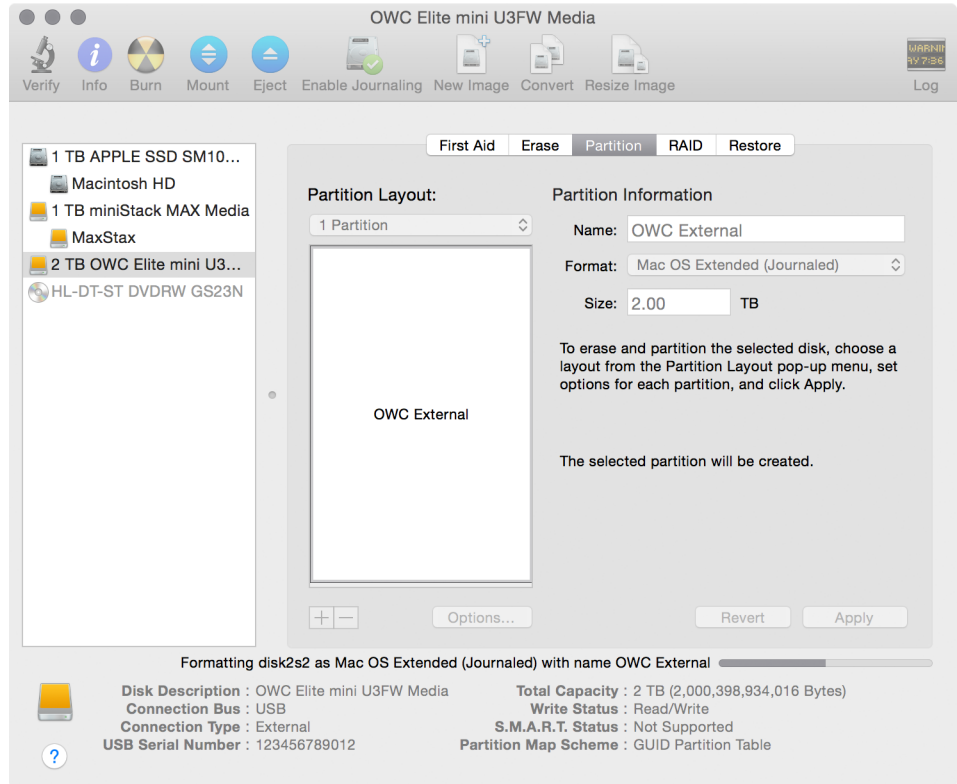 OWC Elite mini U3FW Media
Verify Info Burn Mount Eject Enable Journaling New Image Convert Resize Image Log
WARNIN
AY 7:36
First Aid Erase Partition RAID Restore
1 TB APPLE SSD SM10...
Macintosh HD
1 TB miniStack MAX Media
MaxStax
2 TB OWC Elite mini U3...
HL-DT-ST DVDRW GS23N
Partition Layout:
1 Partition
OWC External
Options...
Partition Information
Name: OWC External
Format: Mac OS Extended (Journaled)
Size: 2.00 TB
To erase and partition the selected disk, choose a
layout from the Partition Layout pop-up menu, set
options for each partition, and click Apply.
The selected partition will be created.
Revert Apply
Formatting disk2s2 as Mac OS Extended (Journaled) with name OWC External
Disk Description : OWC Elite mini U3FW Media
Connection Bus : USB
Connection Type : External
USB Serial Number : 123456789012
Total Capacity : 2 TB (2,000,398,934,016 Bytes)
Write Status : Read/Write
S.M.A.R.T. Status : Not Supported
Partition Map Scheme : GUID Partition Table
?